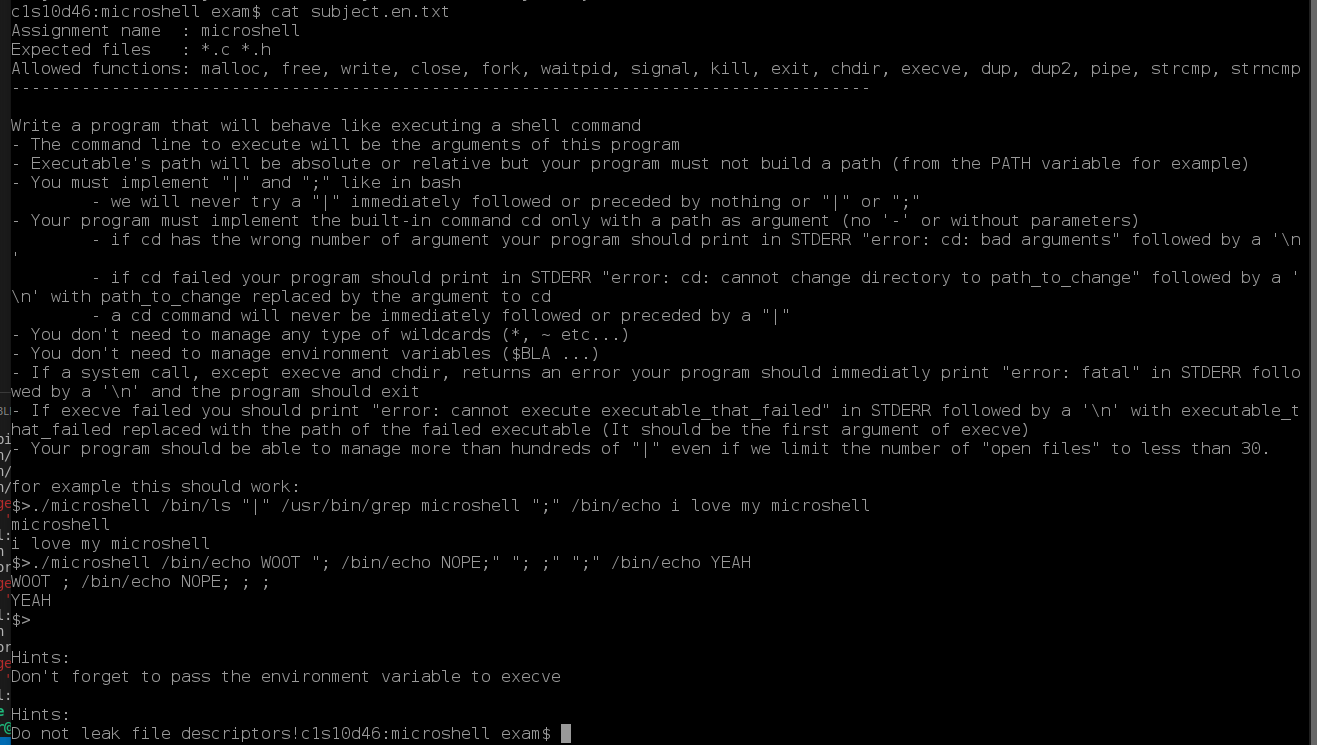 c1s10d46:microshell exam$ cat subject.en.txt
Assignment name  : microshell
Expected files   : *.c *.h
Allowed functions: malloc, free, write, close, fork, waitpid, signal, kill, exit, chdir, execve, dup, dup2, pipe, strcmp, strncmp
--------------------------------------------------------------------------------------
Write a program that will behave like executing a shell command
- The command line to execute will be the arguments of this program
- Executable's path will be absolute or relative but your program must not build a path (from the PATH variable for example)
- You must implement "|" and ";" like in bash
        - we will never try a "|" immediately followed or preceded by nothing or "|" or ";"
- Your program must implement the built-in command cd only with a path as argument (no '-' or without parameters)
        - if cd has the wrong number of argument your program should print in STDERR "error: cd: bad arguments" followed by a '\n
'
        - if cd failed your program should print in STDERR "error: cd: cannot change directory to path_to_change" followed by a '
\n' with path_to_change replaced by the argument to cd
        - a cd command will never be immediately followed or preceded by a "|"
- You don't need to manage any type of wildcards (*, ~ etc...)
- You don't need to manage environment variables ($BLA ...)
- If a system call, except execve and chdir, returns an error your program should immediatly print "error: fatal" in STDERR follo
wed by a '\n' and the program should exit
- If execve failed you should print "error: cannot execute executable_that_failed" in STDERR followed by a '\n' with executable_t
hat_failed replaced with the path of the failed executable (It should be the first argument of execve)
- Your program should be able to manage more than hundreds of "|" even if we limit the number of "open files" to less than 30.
for example this should work:
$>./microshell /bin/ls "|" /usr/bin/grep microshell ";" /bin/echo i love my microshell
microshell
i love my microshell
$>./microshell /bin/echo WOOT "; /bin/echo NOPE;" "; ;" ";" /bin/echo YEAH
WOOT ; /bin/echo NOPE; ; ;
YEAH
$>
Hints:
Don't forget to pass the environment variable to execve
Hints:
Do not leak file descriptors!c1s10d46:microshell exam$